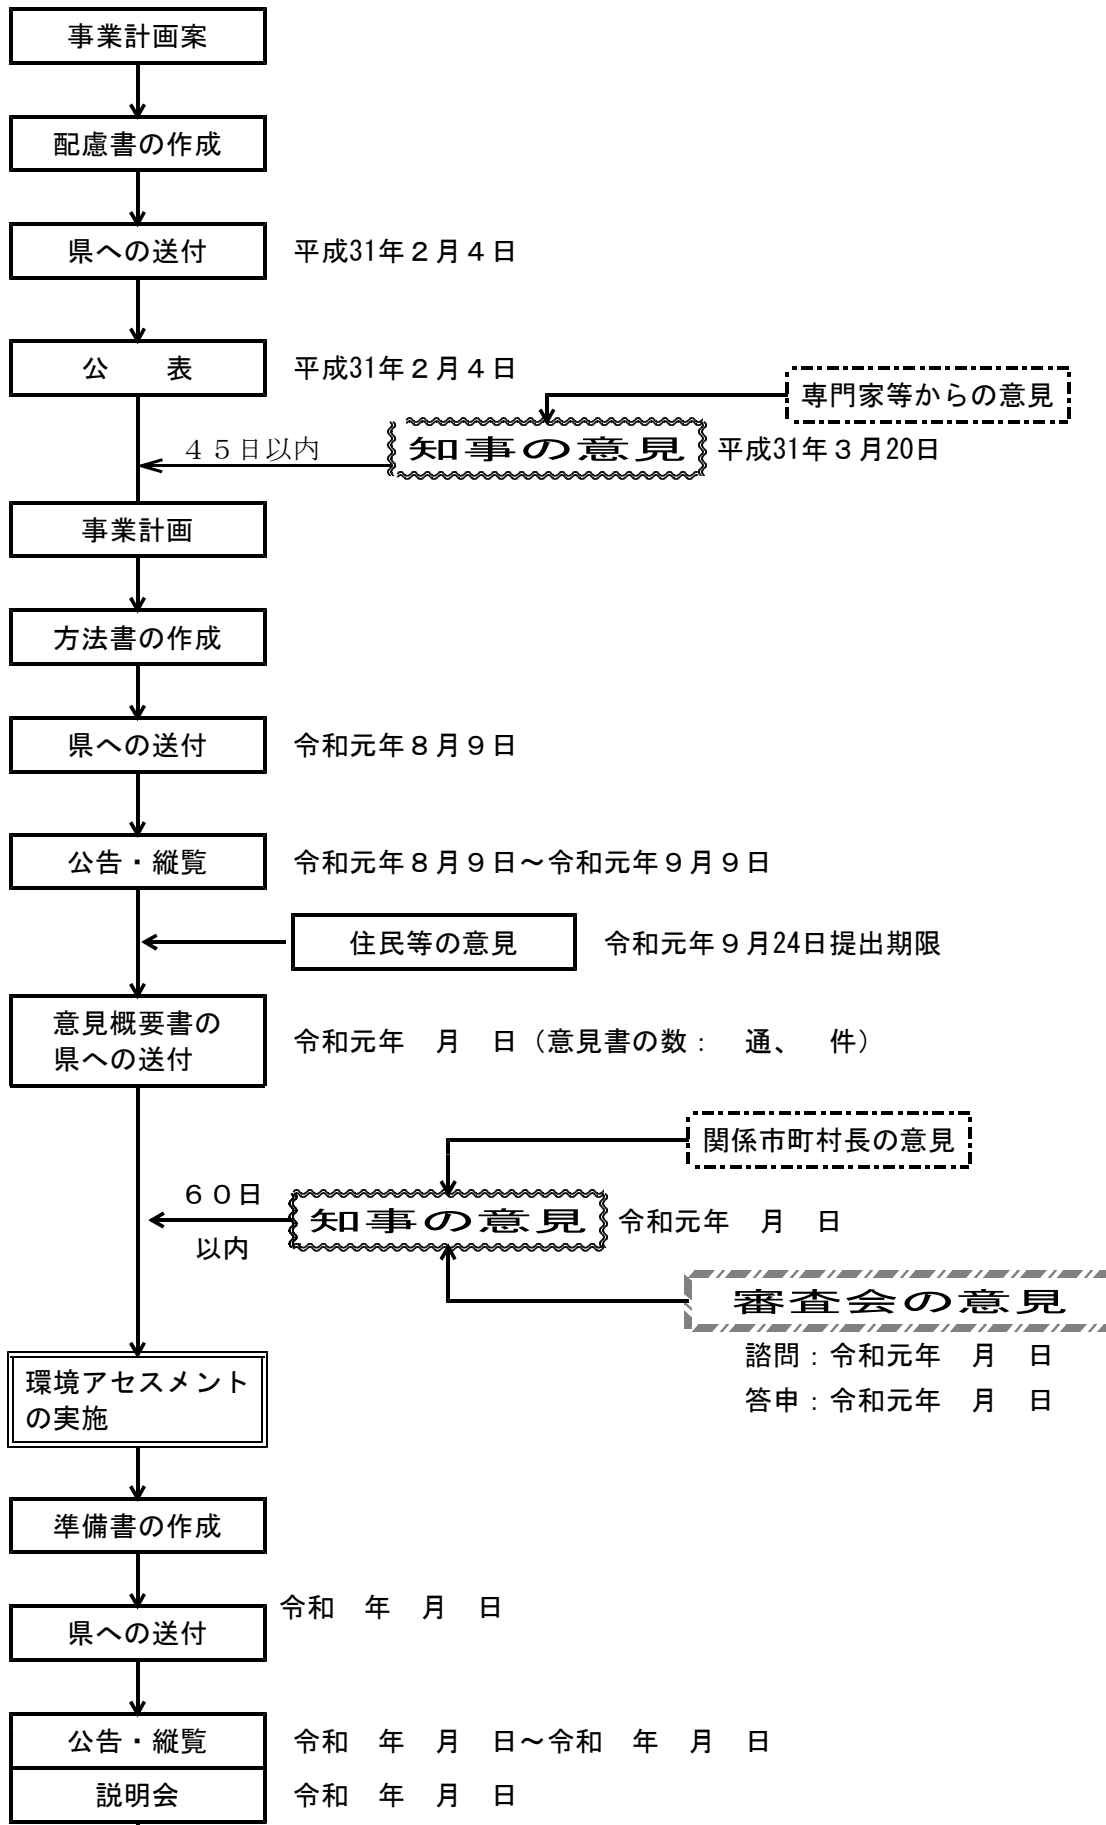 事業計画案
配慮書の作成
県への送付　平成31年２月４日
公　　表　平成31年２月４日
専門家等からの意見
４５日以内　知事の意見　平成31年３月20日
事業計画
方法書の作成
県への送付　令和元年８月９日
公告・縦覧　令和元年８月９日～令和元年９月９日
住民等の意見　令和元年９月24日提出期限
意見概要書の
県への送付
令和元年　月　日（意見書の数：　通、　件）
関係市町村長の意見
６０日
以内
知事の意見　令和元年　月　日
審査会の意見
諮問：令和元年　月　日
答申：令和元年　月　日
環境アセスメント
の実施
準備書の作成
令和　年　月　日
県への送付
公告・縦覧　令和　年　月　日～令和　年　月　日
説明会　令和　年　月　日